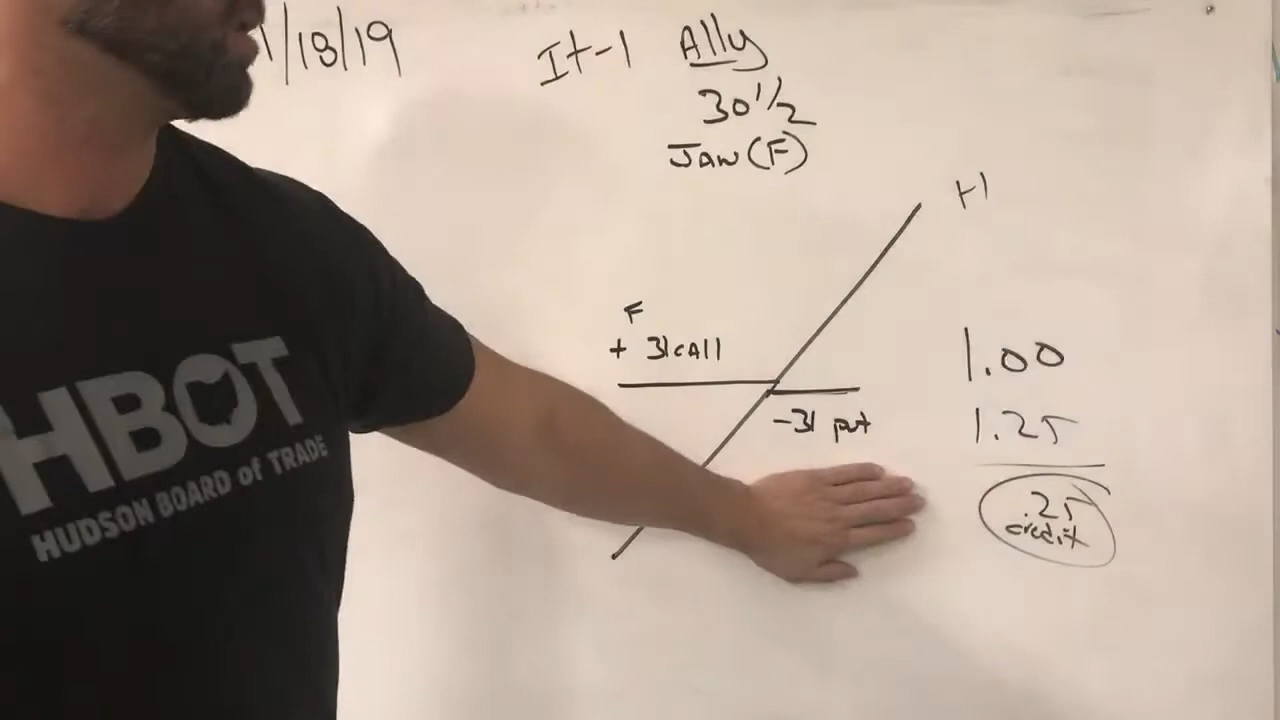 1/18/19
It-1 Ally
30 1/2
JAN (F)
+1
F
+ 31 call
-31 put
1.00
1.25
.25
credit
HBOT
HUDSON BOARD of TRADE